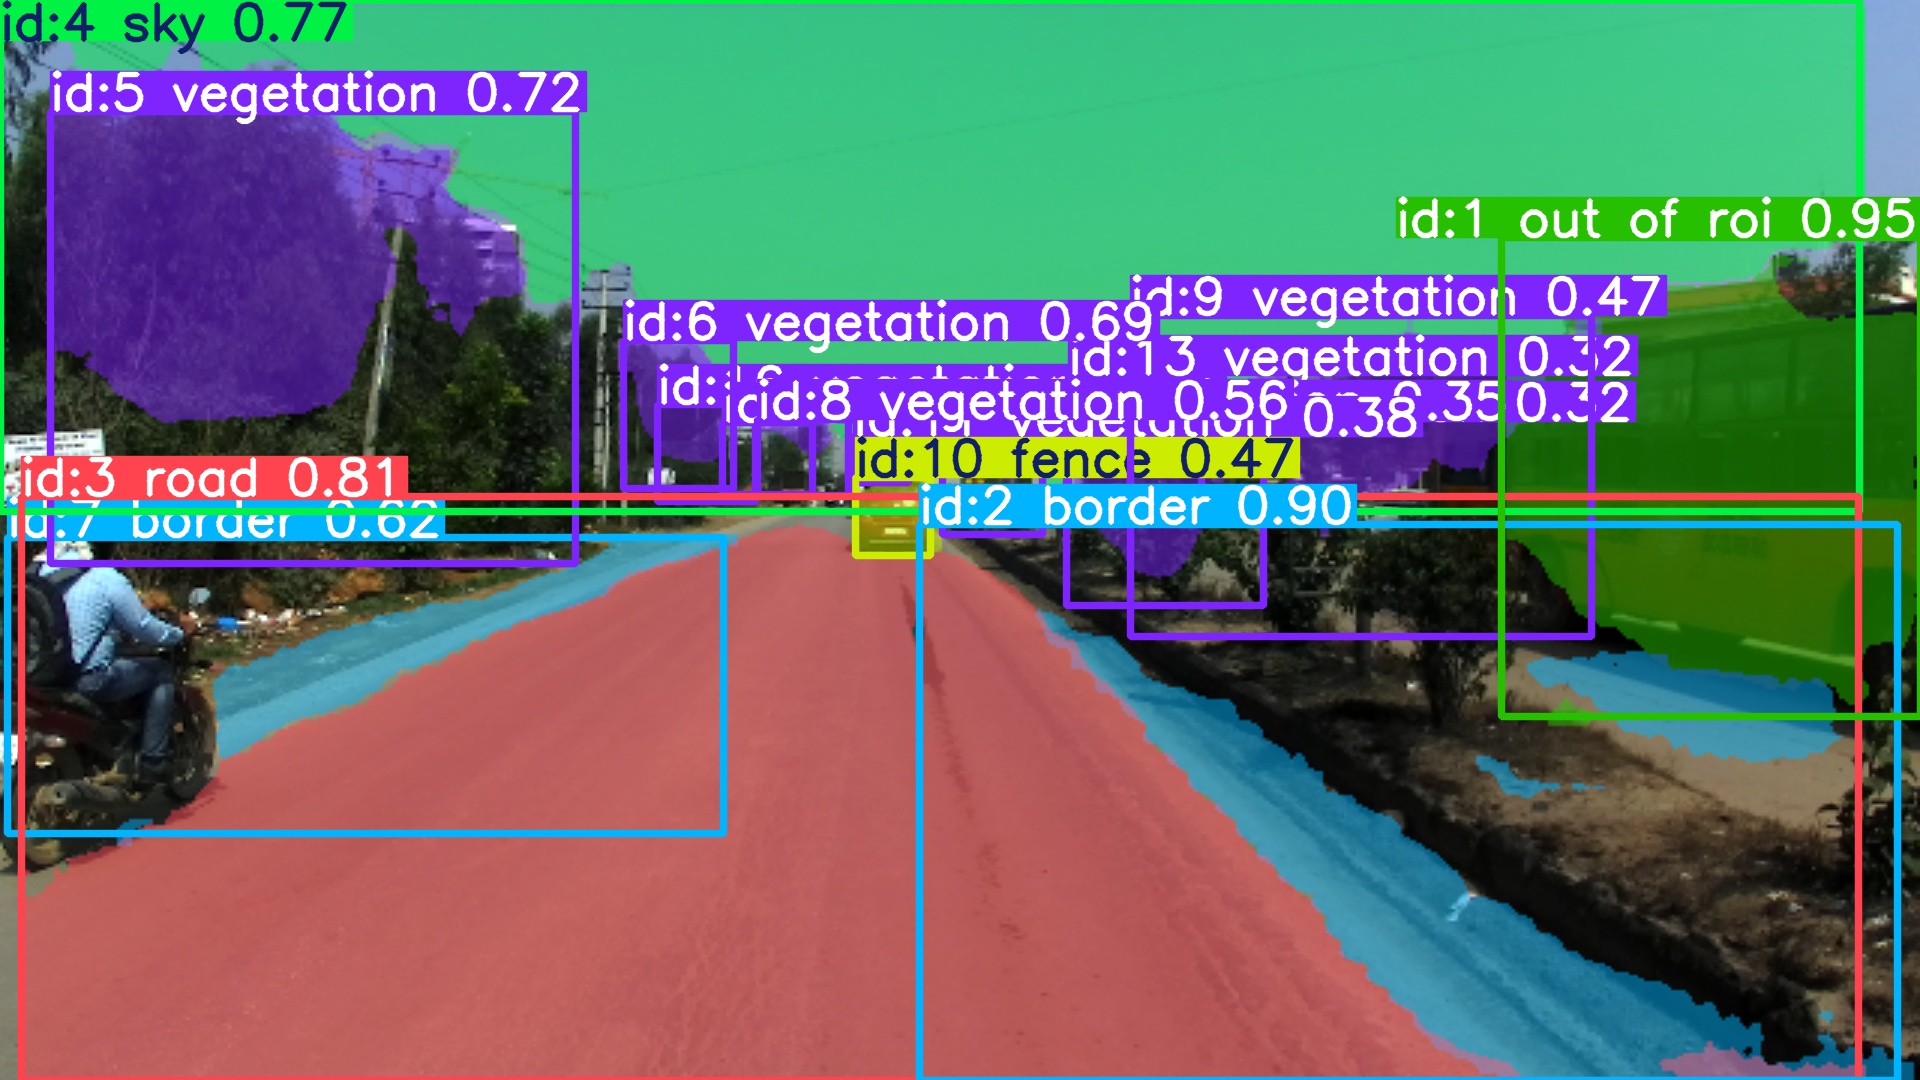 id:4 sky 0.77
id:5 vegetation 0.72
id:1 out of roi 0.95
id:9 vegetation 0.47
id:6 vegetation 0.69
id:13 vegetation 0.32
id:8 vegetation 0.56
.35
0.32
vegetation 0.38
id:10 fence 0.47
id:3 road 0.81
id:2 border 0.90
id:7 border 0.62